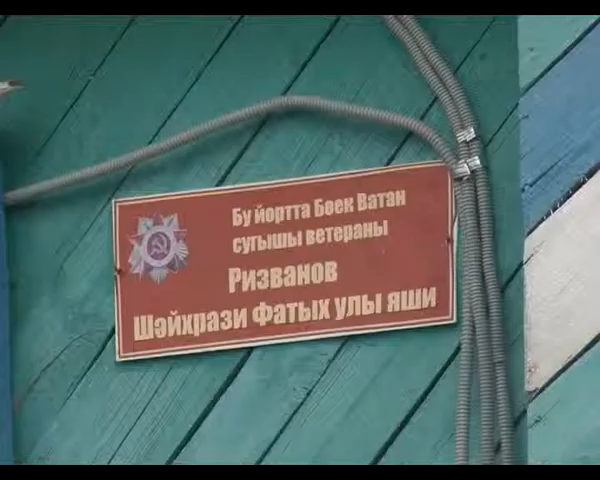 Бу йортта Бөек Ватан
сугышы ветераны
Ризванов
Шәйхрази Фатых улы яши